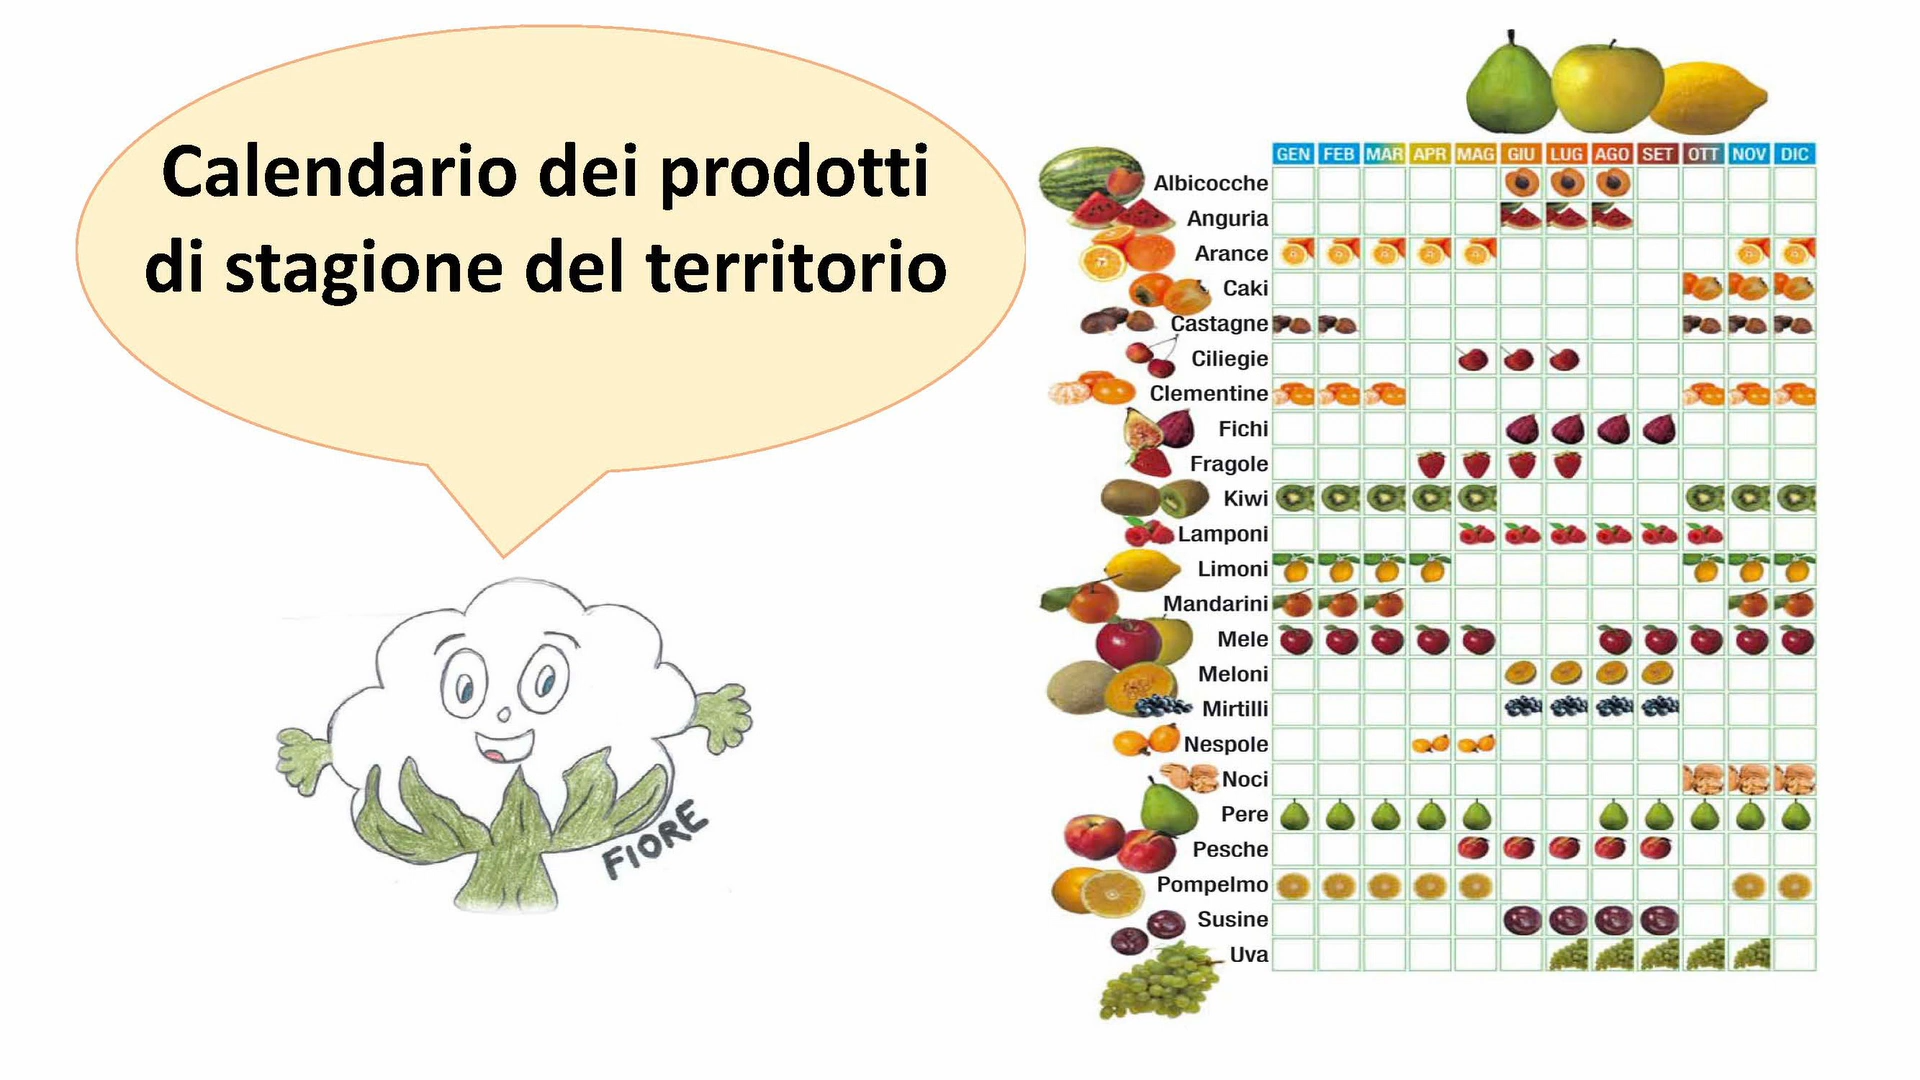 Calendario dei prodotti
di stagione del territorio
FIORE
GEN FEB MAR APR MAG GIU LUG AGO SET OTT NOV DIC
Albicocche
Anguria
Arance
Caki
Castagne
Ciliegie
Clementine
Fichi
Fragole
Kiwi
Lamponi
Limoni
Mandarini
Mele
Meloni
Mirtilli
Nespole
Noci
Pere
Pesche
Pompelmo
Susine
Uva